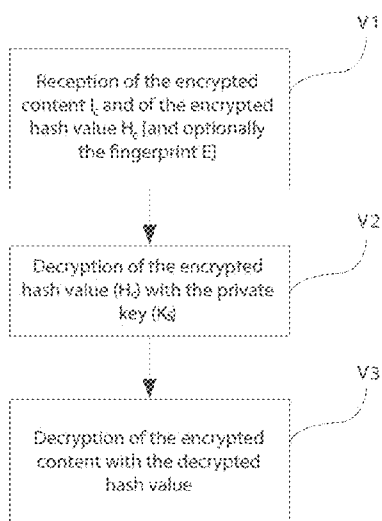 V1
Reception of the encrypted
content Ic and of the encrypted
hash value Hc (and optionally
the fingerprint E)
V2
Decryption of the encrypted
hash value (Hc) with the private
key (KB)
V3
Decryption of the encrypted
content with the decrypted
hash value